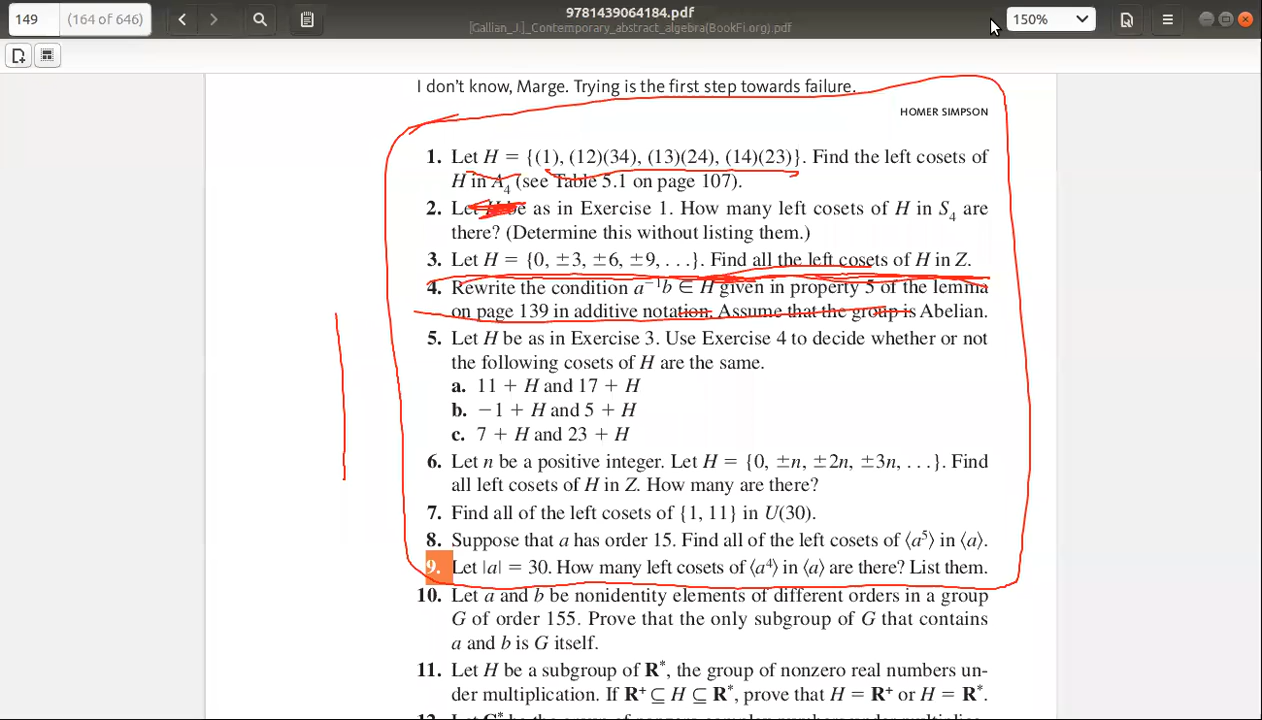 149 (164 of 646) 9781439064184.pdf 150%
[Gallian_J.]_Contemporary_abstract_algebra(BookFi.org).pdf
I don't know, Marge. Trying is the first step towards failure.
HOMER SIMPSON
1. Let H = {(1), (12)(34), (13)(24), (14)(23)}. Find the left cosets of
H in A₄ (see Table 5.1 on page 107).
2. Let H be as in Exercise 1. How many left cosets of H in S₄ are
there? (Determine this without listing them.)
3. Let H = {0, ±3, ±6, ±9, . . .}. Find all the left cosets of H in Z.
4. Rewrite the condition a⁻¹b ∈ H given in property 5 of the lemma
on page 139 in additive notation. Assume that the group is Abelian.
5. Let H be as in Exercise 3. Use Exercise 4 to decide whether or not
the following cosets of H are the same.
a. 11 + H and 17 + H
b. −1 + H and 5 + H
c. 7 + H and 23 + H
6. Let n be a positive integer. Let H = {0, ±n, ±2n, ±3n, . . .}. Find
all left cosets of H in Z. How many are there?
7. Find all of the left cosets of {1, 11} in U(30).
8. Suppose that a has order 15. Find all of the left cosets of ⟨a⁵⟩ in ⟨a⟩.
9. Let |a| = 30. How many left cosets of ⟨a⁴⟩ in ⟨a⟩ are there? List them.
10. Let a and b be nonidentity elements of different orders in a group
G of order 155. Prove that the only subgroup of G that contains
a and b is G itself.
11. Let H be a subgroup of R*, the group of nonzero real numbers un-
der multiplication. If R⁺ ⊆ H ⊆ R*, prove that H = R⁺ or H = R*.